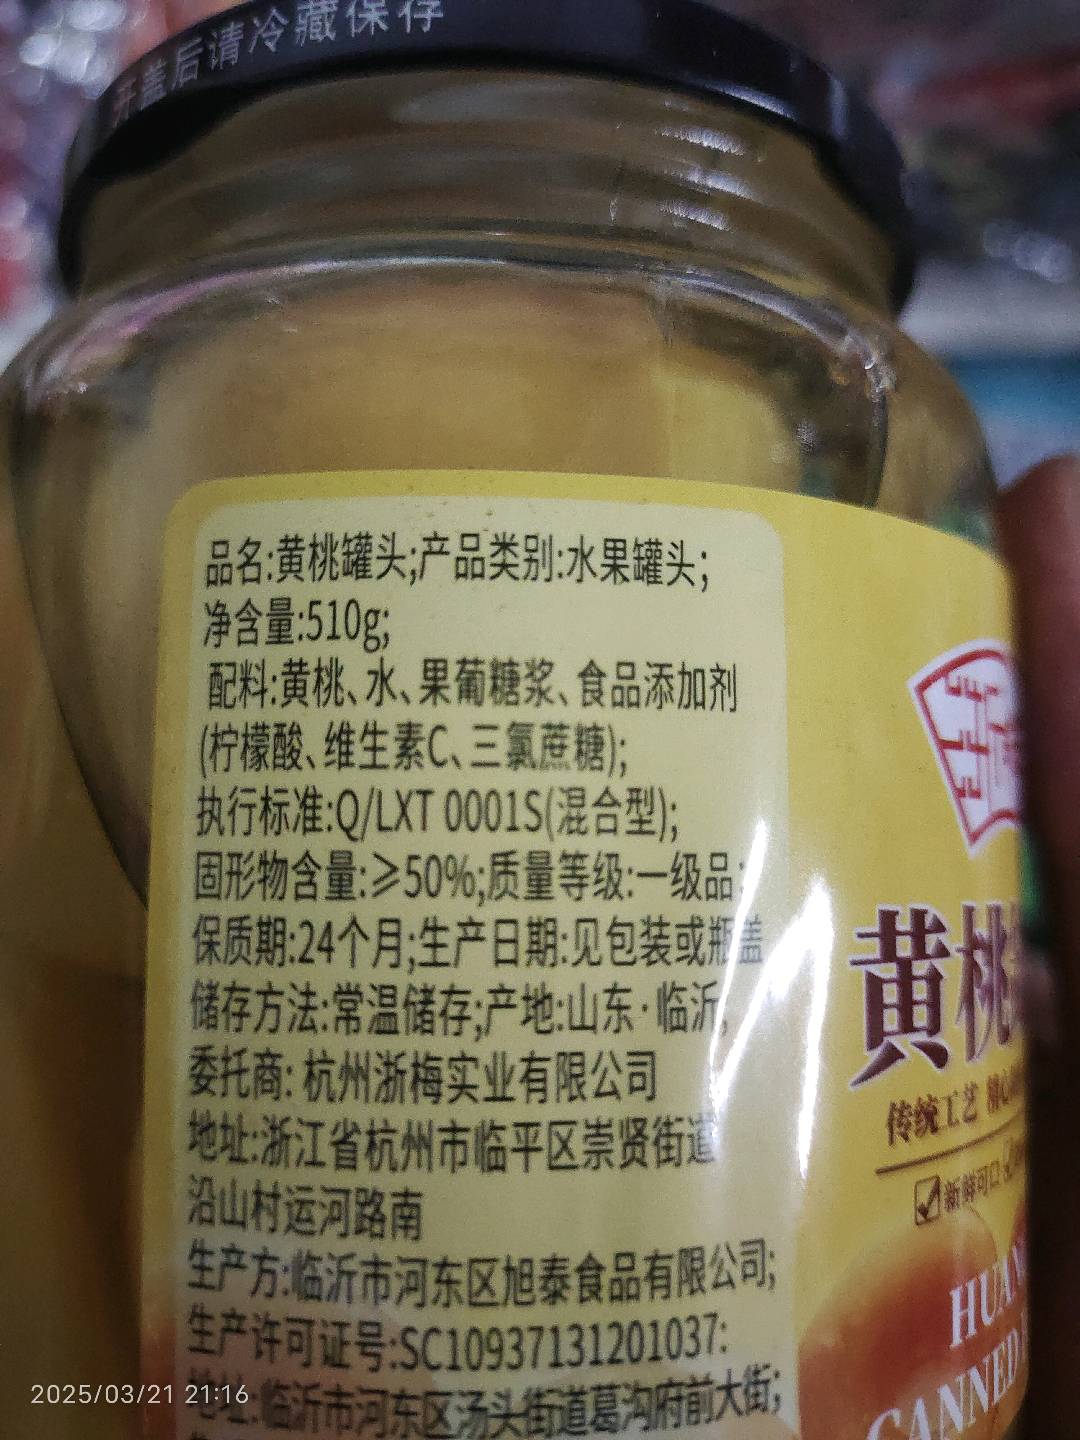 开盖后请冷藏保存
品名:黄桃罐头;产品类别:水果罐头;
净含量:510g;
配料:黄桃、水、果葡糖浆、食品添加剂
(柠檬酸、维生素C、三氯蔗糖);
执行标准:Q/LXT 0001S(混合型);
固形物含量:≥50%;质量等级:一级品;
保质期:24个月;生产日期:见包装或瓶盖
储存方法:常温储存;产地:山东·临沂,
委托商: 杭州浙梅实业有限公司
地址:浙江省杭州市临平区崇贤街道
沿山村运河路南
生产方:临沂市河东区旭泰食品有限公司;
生产许可证号:SC10937131201037:
地址:临沂市河东区汤头街道葛沟府前大街;
黄桃
传统工艺 精心
新鲜可口
HUAN
CANNED
2025/03/21 21:16